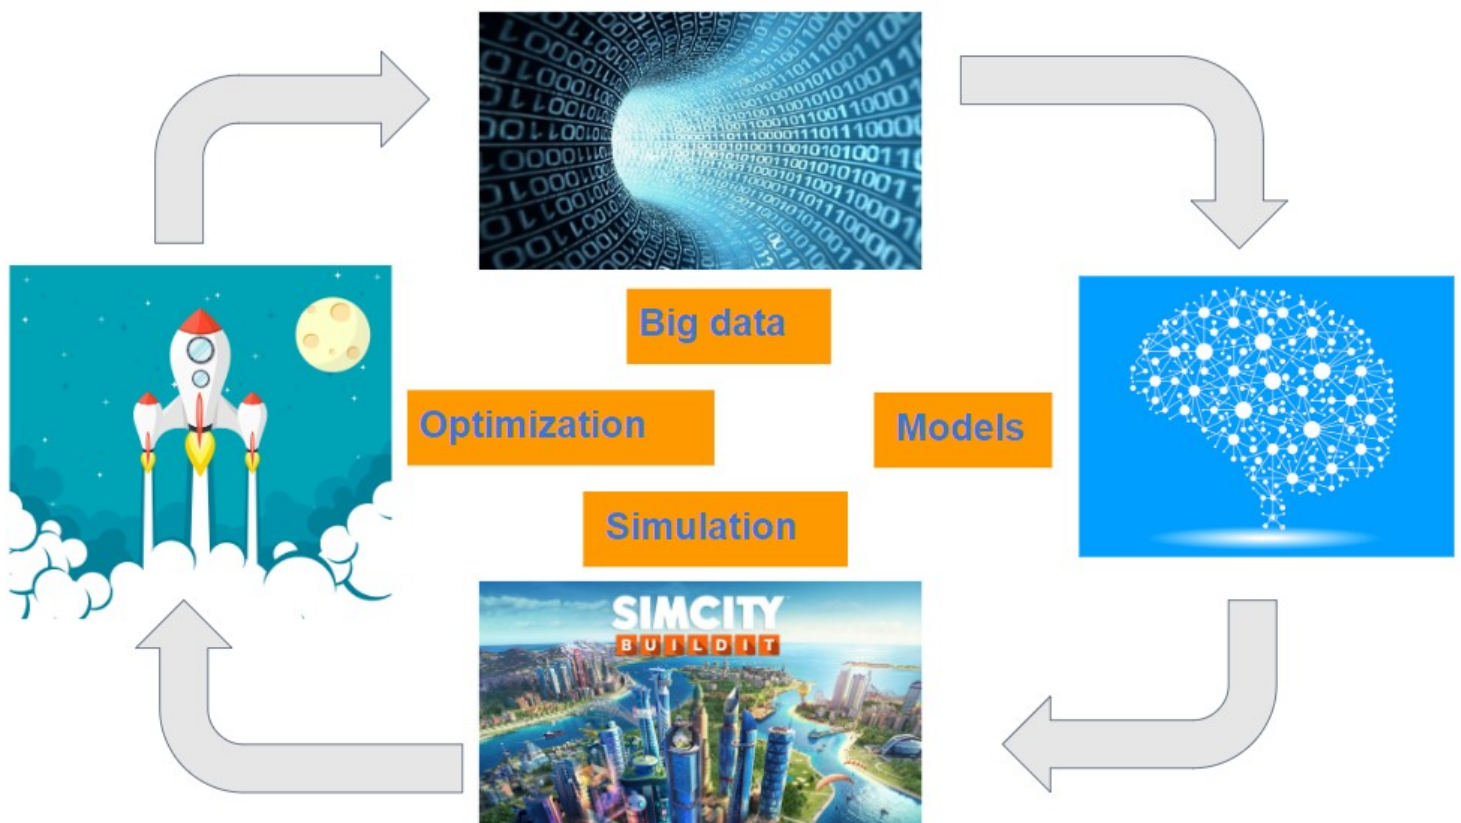 Big data
Optimization
Models
Simulation
SIMCITY
BUILDIT